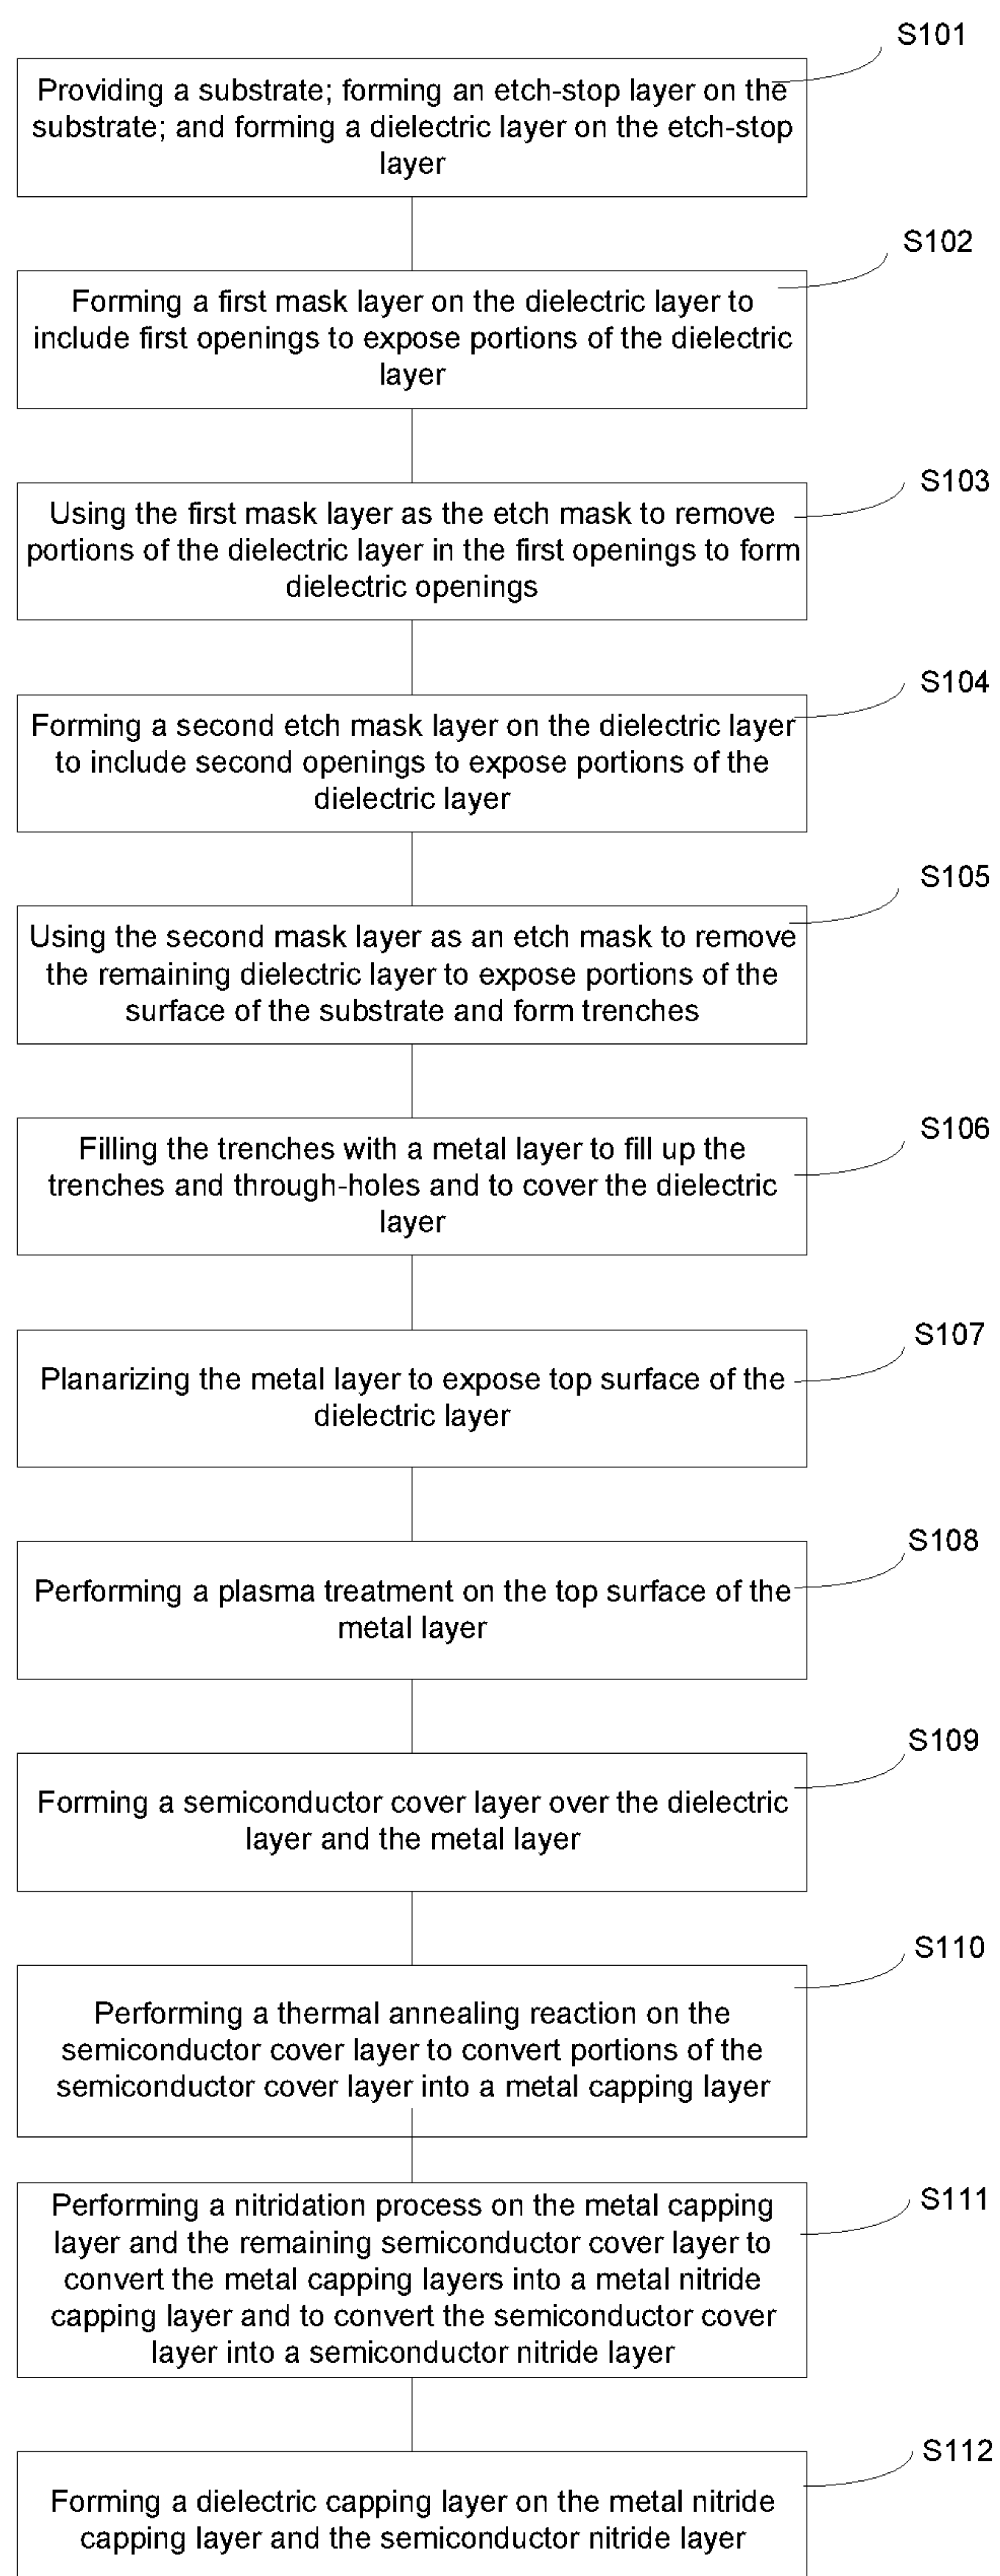 S101
Providing a substrate; forming an etch-stop layer on the
substrate; and forming a dielectric layer on the etch-stop
layer
S102
Forming a first mask layer on the dielectric layer to
include first openings to expose portions of the dielectric
layer
S103
Using the first mask layer as the etch mask to remove
portions of the dielectric layer in the first openings to form
dielectric openings
S104
Forming a second etch mask layer on the dielectric layer
to include second openings to expose portions of the
dielectric layer
S105
Using the second mask layer as an etch mask to remove
the remaining dielectric layer to expose portions of the
surface of the substrate and form trenches
S106
Filling the trenches with a metal layer to fill up the
trenches and through-holes and to cover the dielectric
layer
S107
Planarizing the metal layer to expose top surface of the
dielectric layer
S108
Performing a plasma treatment on the top surface of the
metal layer
S109
Forming a semiconductor cover layer over the dielectric
layer and the metal layer
S110
Performing a thermal annealing reaction on the
semiconductor cover layer to convert portions of the
semiconductor cover layer into a metal capping layer
S111
Performing a nitridation process on the metal capping
layer and the remaining semiconductor cover layer to
convert the metal capping layers into a metal nitride
capping layer and to convert the semiconductor cover
layer into a semiconductor nitride layer
S112
Forming a dielectric capping layer on the metal nitride
capping layer and the semiconductor nitride layer